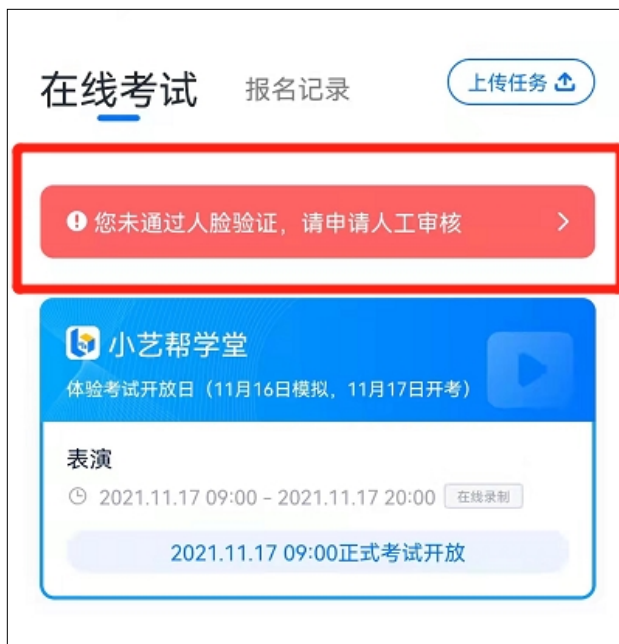 在线考试 报名记录 上传任务
您未通过人脸验证，请申请人工审核
小艺帮学堂
体验考试开放日（11月16日模拟，11月17日开考）
表演
2021.11.17 09:00 - 2021.11.17 20:00 在线录制
2021.11.17 09:00正式考试开放